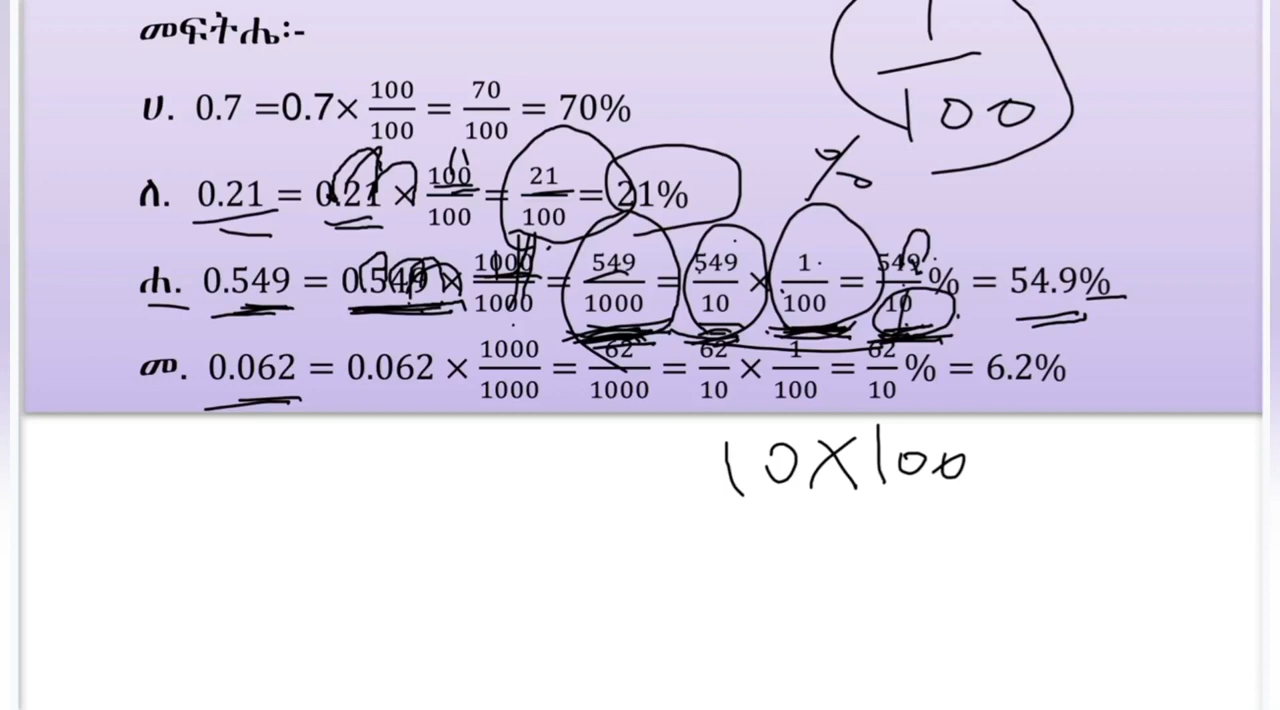 መፍትሔ፡-
1/100
ሀ. 0.7 =0.7× 100/100 = 70/100 = 70%
%
ለ. 0.21 = 0.21 × 100/100 = 21/100 = 21%
ሐ. 0.549 = 0.549 × 1000/1000 = 549/1000 = 549/10 × 1/100 = 549/10 % = 54.9%
መ. 0.062 = 0.062 × 1000/1000 = 62/1000 = 62/10 × 1/100 = 62/10 % = 6.2%
10×100